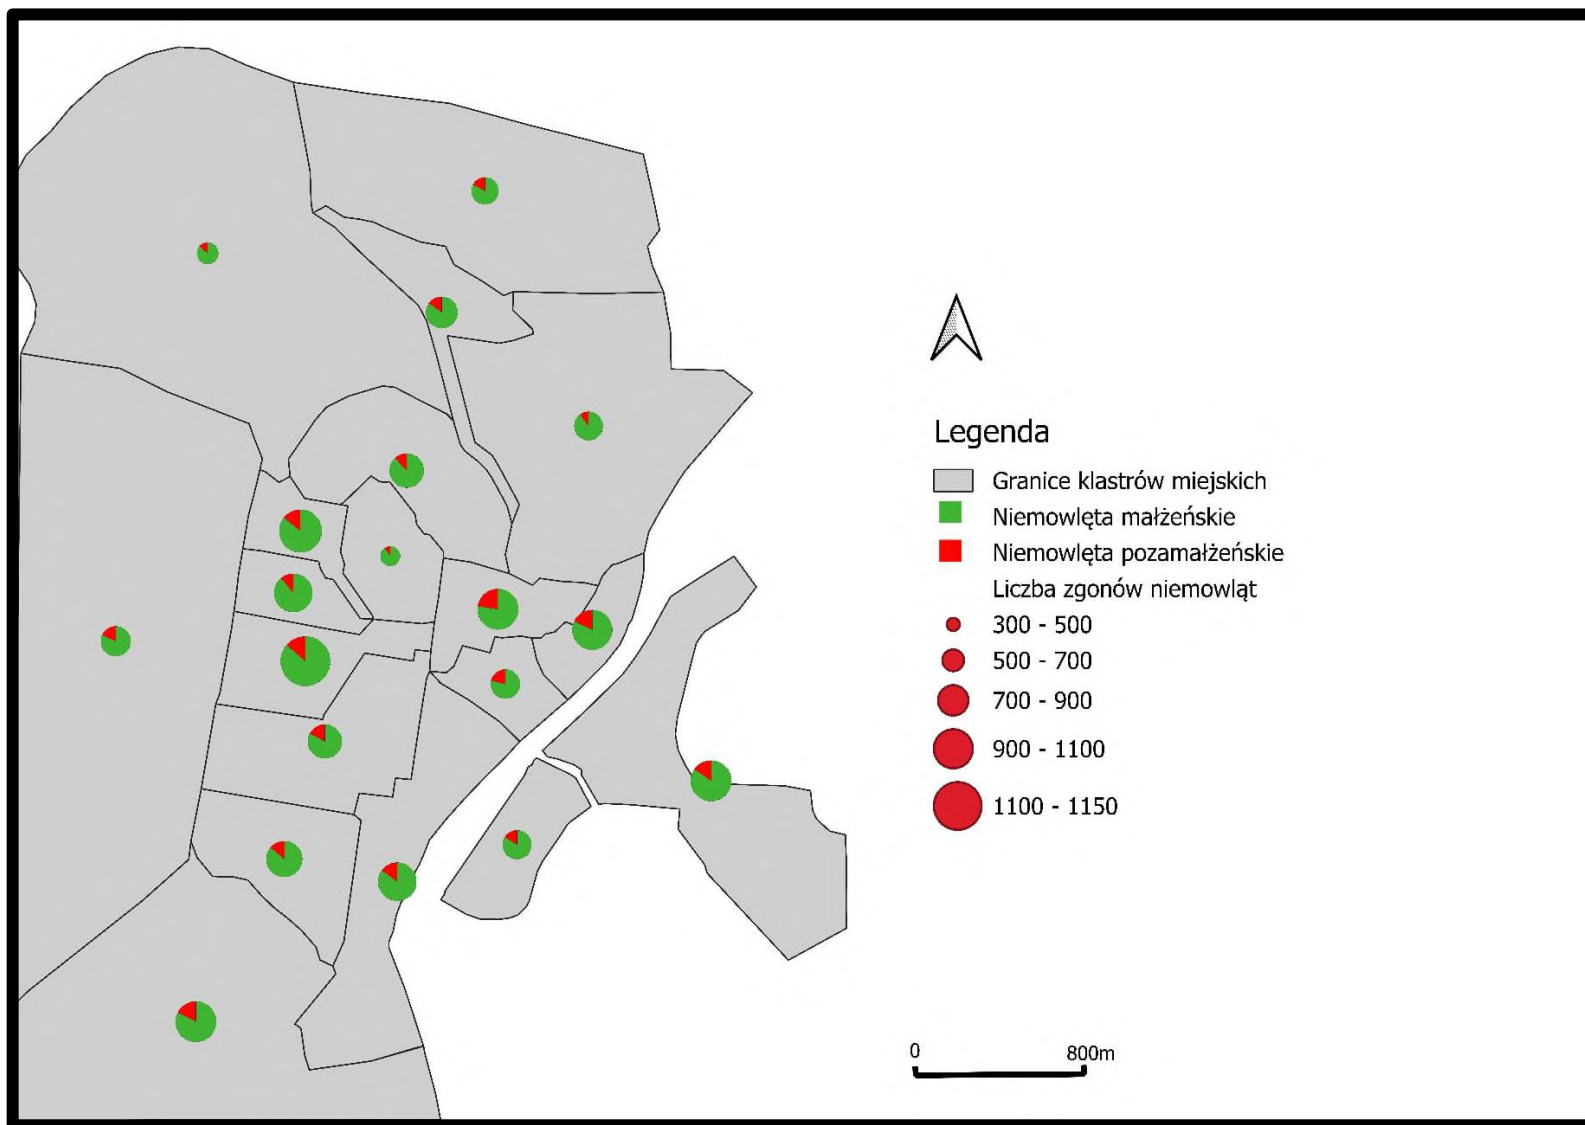 Legenda
Granice klastrów miejskich
Niemowlęta małżeńskie
Niemowlęta pozamałżeńskie
Liczba zgonów niemowląt
300 - 500
500 - 700
700 - 900
900 - 1100
1100 - 1150
0 800m